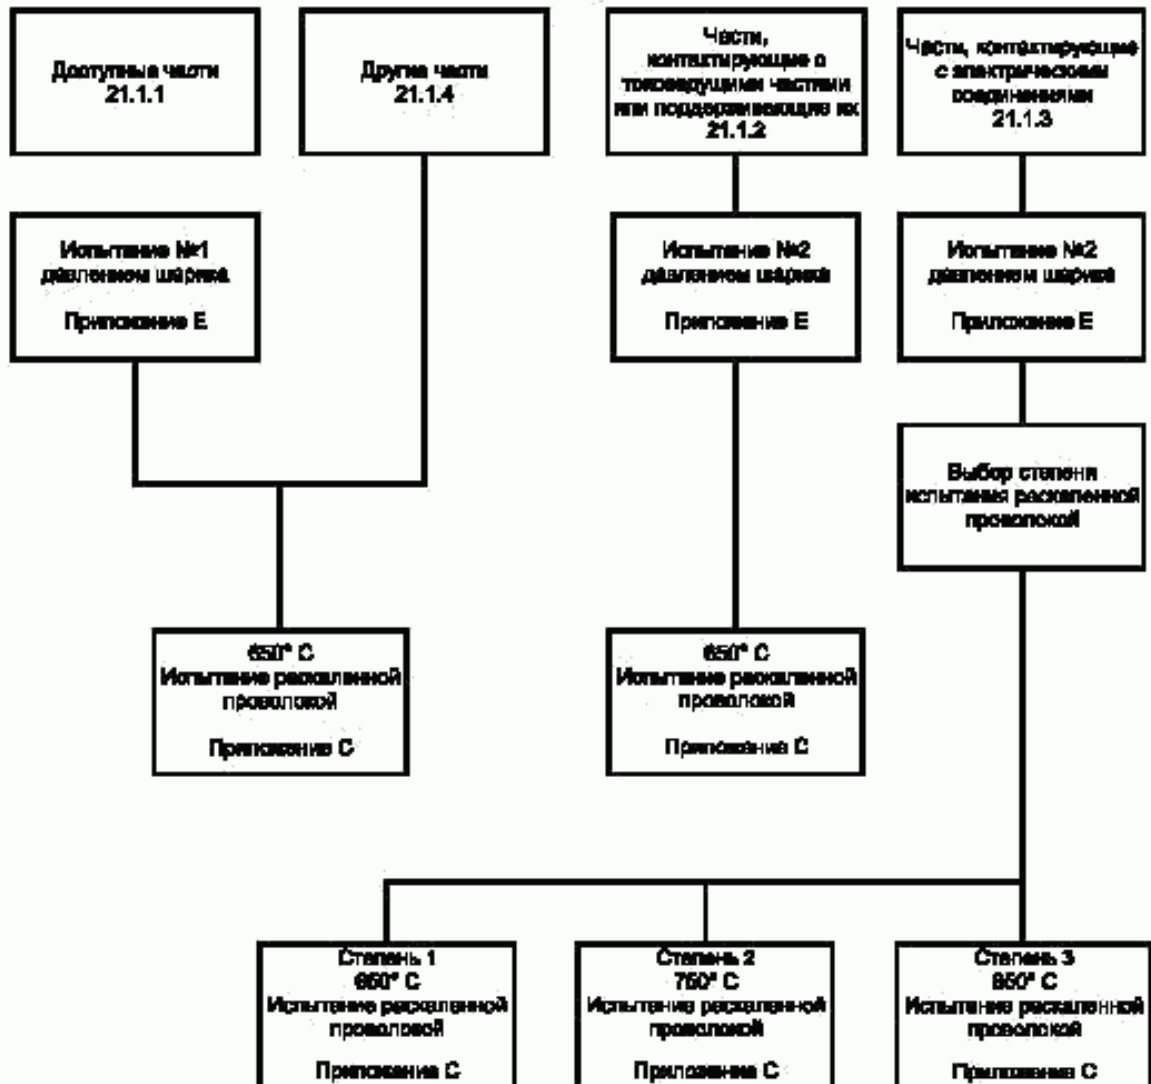 Доступные части
21.1.1
Другие части
21.1.4
Части,
контактирующие с
токоведущими частями
или поддерживающие их
21.1.2
Части, контактирующие
с электрическими
соединениями
21.1.3
Испытание №1
давлением шарика
Приложение Е
Испытание №2
давлением шарика
Приложение Е
Испытание №2
давлением шарика
Приложение Е
Выбор степени
испытания раскаленной
проволокой
650° С
Испытание раскаленной
проволокой
Приложение С
650° С
Испытание раскаленной
проволокой
Приложение С
Степень 1
650° С
Испытание раскаленной
проволокой
Приложение С
Степень 2
750° С
Испытание раскаленной
проволокой
Приложение С
Степень 3
850° С
Испытание раскаленной
проволокой
Приложение С